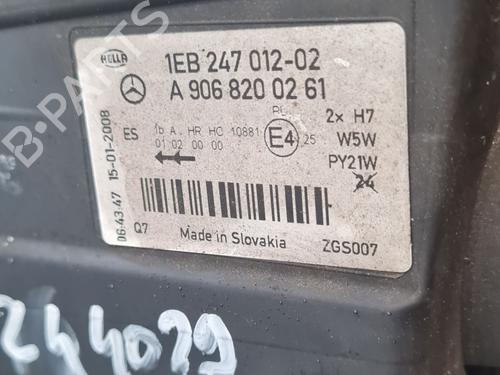 HELLA
1EB 247 012-02
A 906 820 02 61
06:43:47 15-01-2008
ES
1b A HR HC 10881
01 02 00 00
E4
25
2x H7
W5W
PY21W
24
Q7
Made in Slovakia
ZGS007
244029
B-PARTS